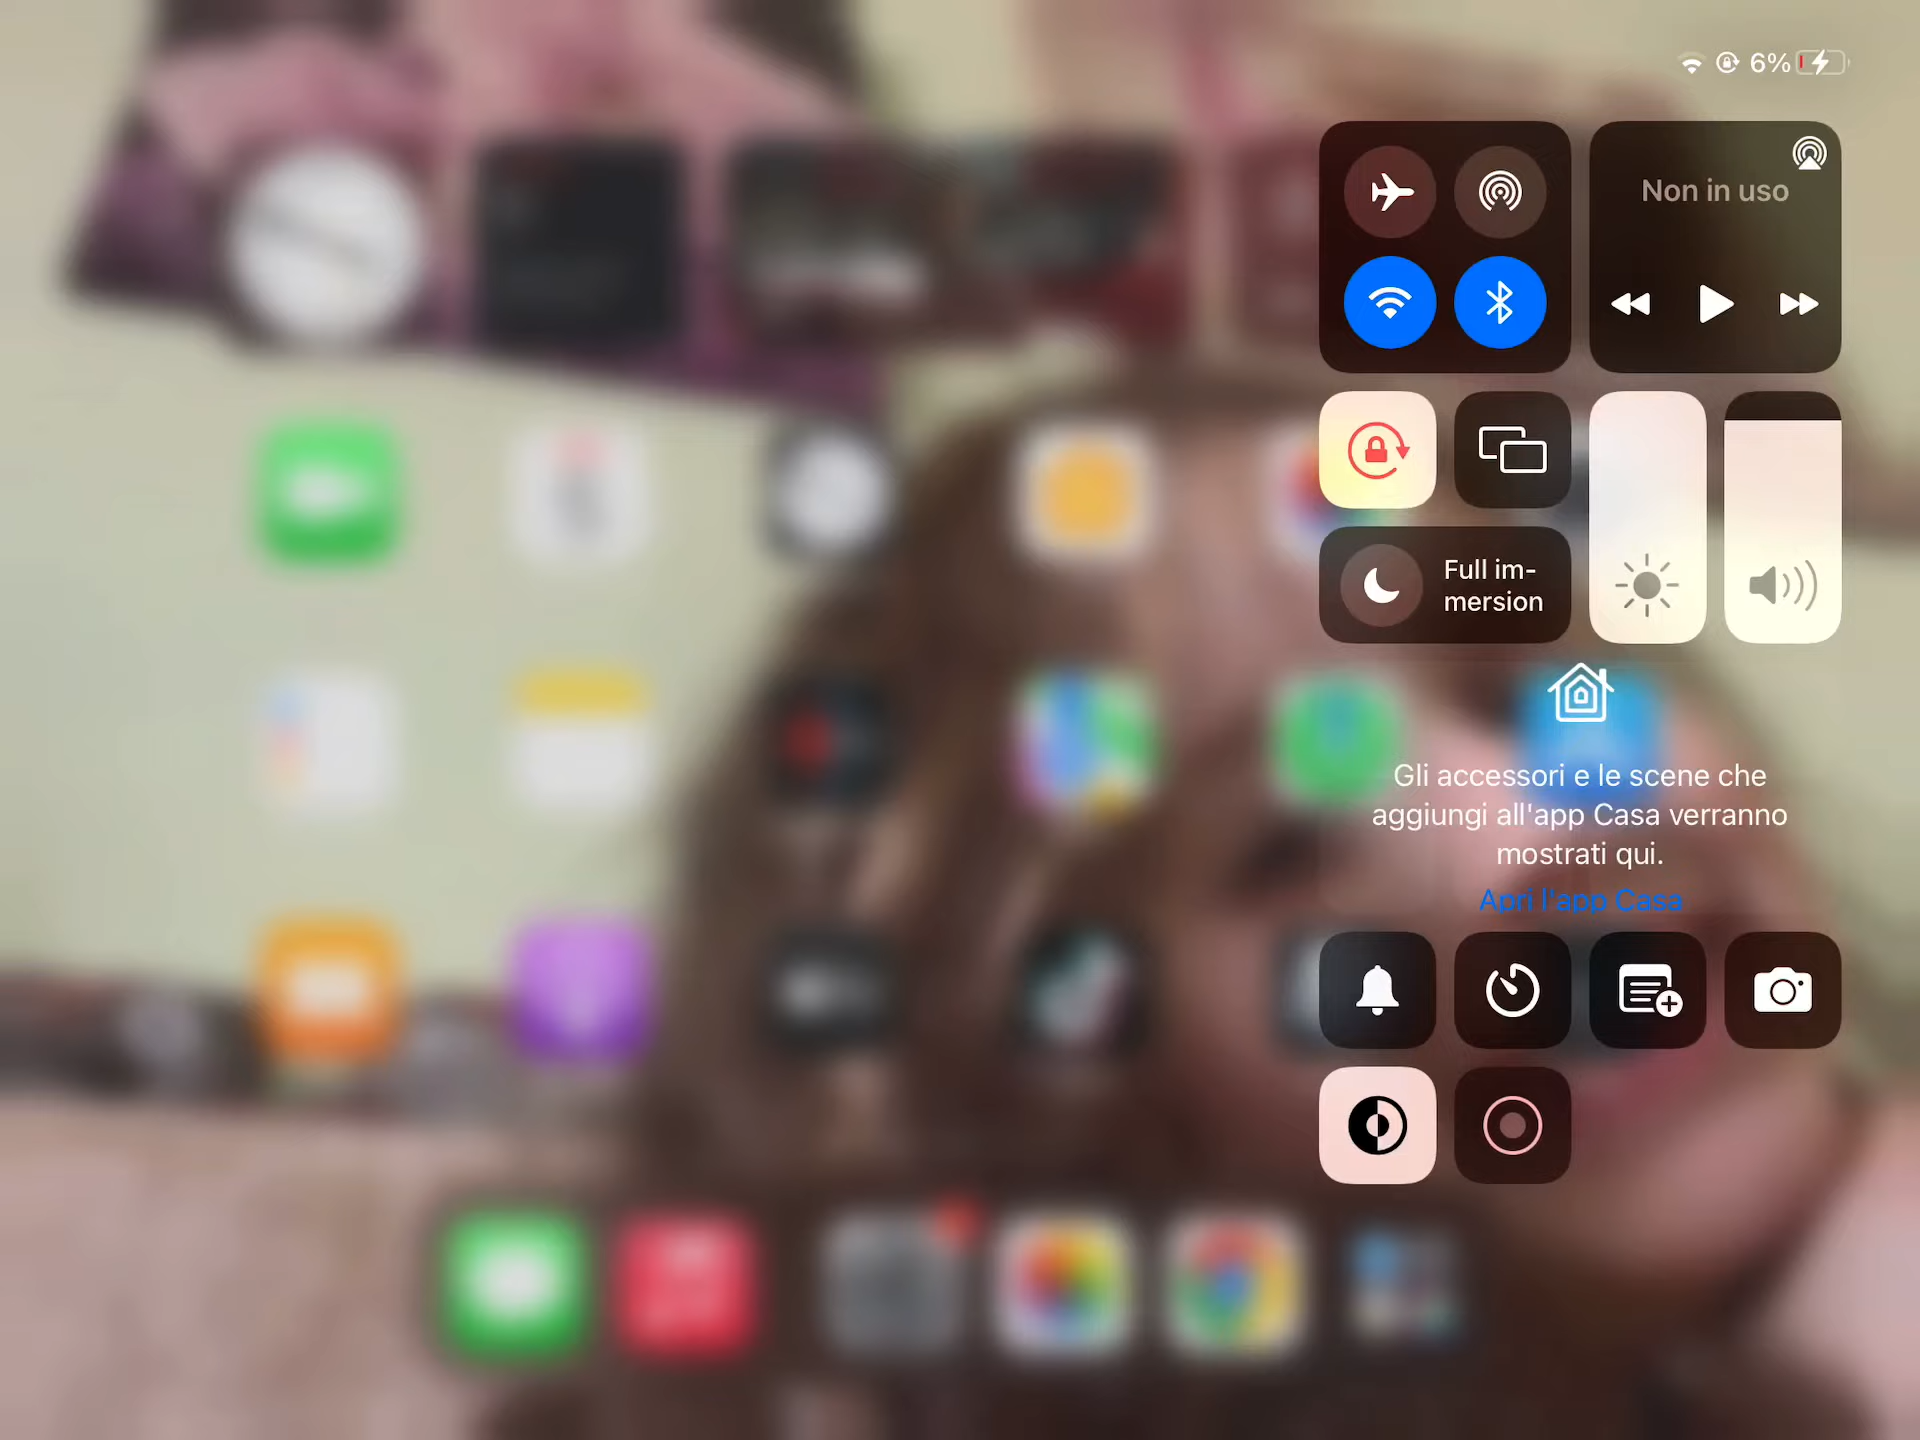 6%
Non in uso
Full im-
mersion
Gli accessori e le scene che
aggiungi all'app Casa verranno
mostrati qui.
Apri l'app Casa